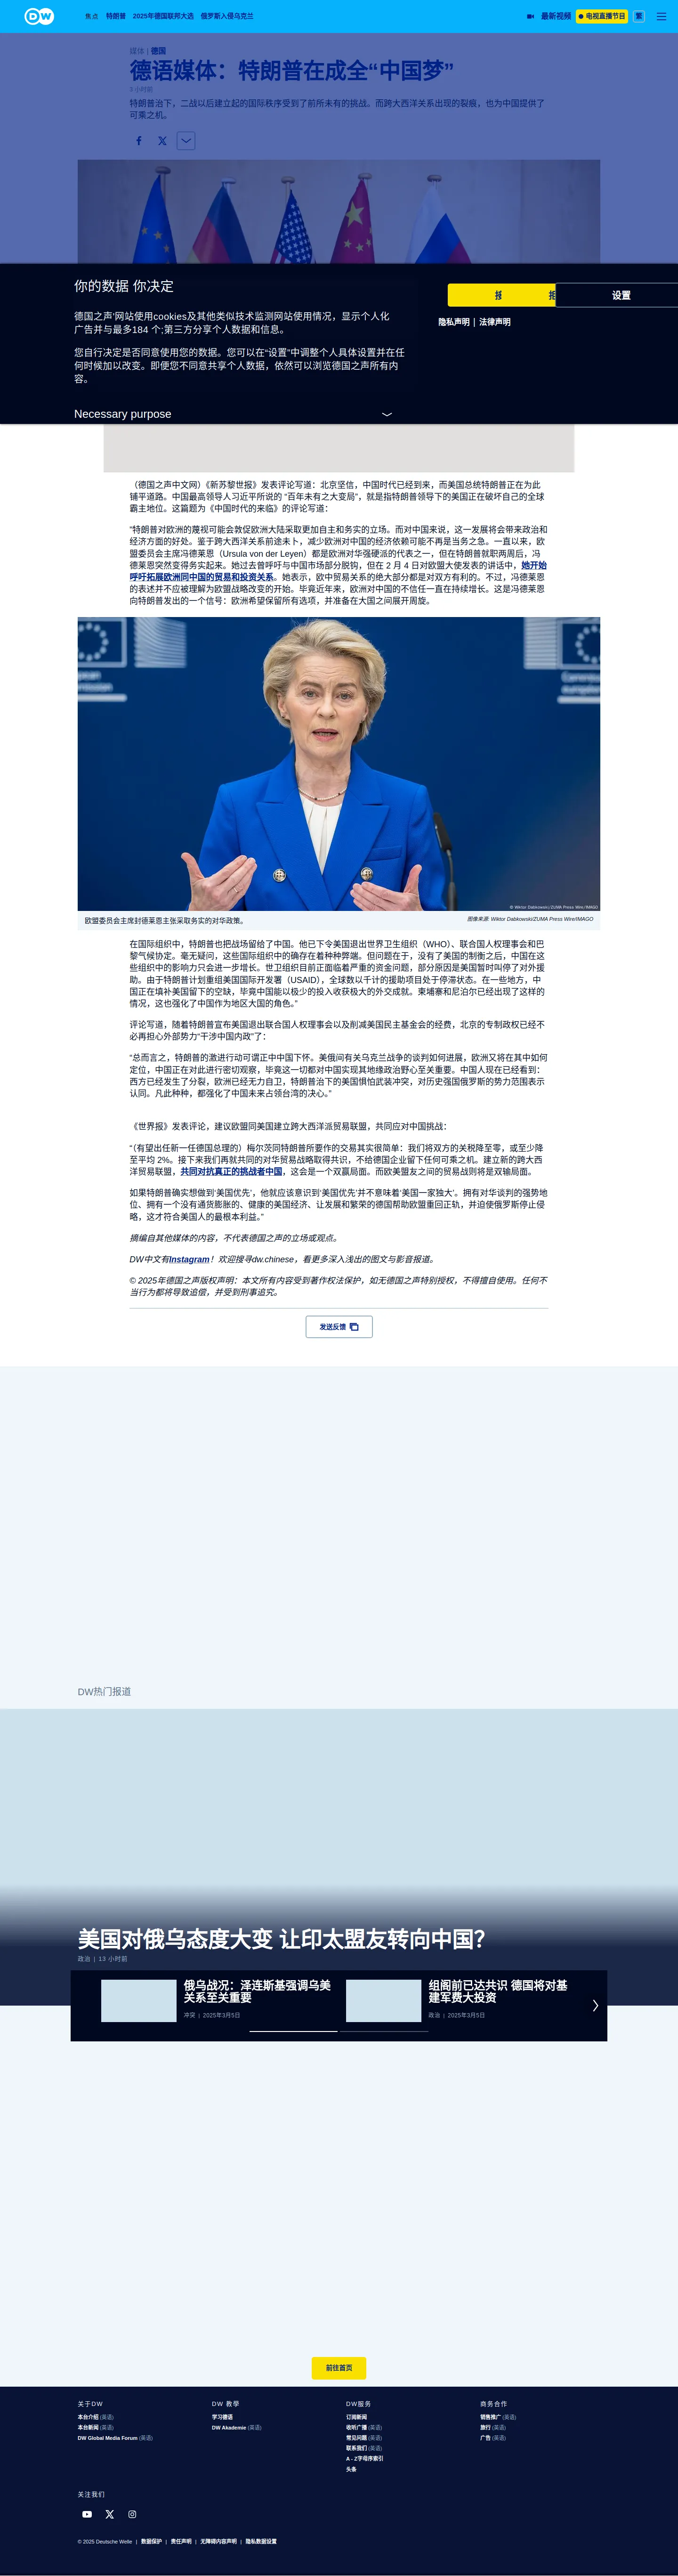 DW
焦点 特朗普 2025年德国联邦大选 俄罗斯入侵乌克兰
最新视频 电视直播节目 繁
媒体 | 德国
德语媒体：特朗普在成全“中国梦”
3 小时前
特朗普治下，二战以后建立起的国际秩序受到了前所未有的挑战。而跨大西洋关系出现的裂痕，也为中国提供了
可乘之机。
你的数据 你决定
设置
隐私声明 | 法律声明
德国之声'网站使用cookies及其他类似技术监测网站使用情况，显示个人化
广告并与最多184 个;第三方分享个人数据和信息。
您自行决定是否同意使用您的数据。您可以在"设置"中调整个人具体设置并在任
何时候加以改变。即便您不同意共享个人数据，依然可以浏览德国之声所有内
容。
Necessary purpose
（德国之声中文网）《新苏黎世报》发表评论写道：北京坚信，中国时代已经到来，而美国总统特朗普正在为此
铺平道路。中国最高领导人习近平所说的 “百年未有之大变局”，就是指特朗普领导下的美国正在破坏自己的全球
霸主地位。这篇题为《中国时代的来临》的评论写道：
“特朗普对欧洲的蔑视可能会敦促欧洲大陆采取更加自主和务实的立场。而对中国来说，这一发展将会带来政治和
经济方面的好处。鉴于跨大西洋关系前途未卜，减少欧洲对中国的经济依赖可能不再是当务之急。一直以来，欧
盟委员会主席冯德莱恩（Ursula von der Leyen）都是欧洲对华强硬派的代表之一，但在特朗普就职两周后，冯
德莱恩突然变得务实起来。她过去曾呼吁与中国市场部分脱钩，但在 2 月 4 日对欧盟大使发表的讲话中，她开始
呼吁拓展欧洲同中国的贸易和投资关系。她表示，欧中贸易关系的绝大部分都是对双方有利的。不过，冯德莱恩
的表述并不应被理解为欧盟战略改变的开始。毕竟近年来，欧洲对中国的不信任一直在持续增长。这是冯德莱恩
向特朗普发出的一个信号：欧洲希望保留所有选项，并准备在大国之间展开周旋。
© Wiktor Dabkowski/ZUMA Press Wire/IMAGO
欧盟委员会主席封德莱恩主张采取务实的对华政策。
图像来源: Wiktor Dabkowski/ZUMA Press Wire/IMAGO
在国际组织中，特朗普也把战场留给了中国。他已下令美国退出世界卫生组织（WHO）、联合国人权理事会和巴
黎气候协定。毫无疑问，这些国际组织中的确存在着种种弊端。但问题在于，没有了美国的制衡之后，中国在这
些组织中的影响力只会进一步增长。世卫组织目前正面临着严重的资金问题，部分原因是美国暂时叫停了对外援
助。由于特朗普计划重组美国国际开发署（USAID），全球数以千计的援助项目处于停滞状态。在一些地方，中
国正在填补美国留下的空缺，毕竟中国能以极少的投入收获极大的外交成就。柬埔寨和尼泊尔已经出现了这样的
情况，这也强化了中国作为地区大国的角色。”
评论写道，随着特朗普宣布美国退出联合国人权理事会以及削减美国民主基金会的经费，北京的专制政权已经不
必再担心外部势力“干涉中国内政”了：
“总而言之，特朗普的激进行动可谓正中中国下怀。美俄间有关乌克兰战争的谈判如何进展，欧洲又将在其中如何
定位，中国正在对此进行密切观察，毕竟这一切都对中国实现其地缘政治野心至关重要。中国人现在已经看到：
西方已经发生了分裂，欧洲已经无力自卫，特朗普治下的美国惧怕武装冲突，对历史强国俄罗斯的势力范围表示
认同。凡此种种，都强化了中国未来占领台湾的决心。”
《世界报》发表评论，建议欧盟同美国建立跨大西洋派贸易联盟，共同应对中国挑战：
“（有望出任新一任德国总理的）梅尔茨同特朗普所要作的交易其实很简单：我们将双方的关税降至零，或至少降
至平均 2%。接下来我们再就共同的对华贸易战略取得共识，不给德国企业留下任何可乘之机。建立新的跨大西
洋贸易联盟，共同对抗真正的挑战者中国，这会是一个双赢局面。而欧美盟友之间的贸易战则将是双输局面。
如果特朗普确实想做到‘美国优先’，他就应该意识到‘美国优先’并不意味着‘美国一家独大’。拥有对华谈判的强势地
位、拥有一个没有通货膨胀的、健康的美国经济、让发展和繁荣的德国帮助欧盟重回正轨，并迫使俄罗斯停止侵
略，这才符合美国人的最根本利益。”
摘编自其他媒体的内容，不代表德国之声的立场或观点。
DW中文有Instagram！欢迎搜寻dw.chinese，看更多深入浅出的图文与影音报道。
© 2025年德国之声版权声明：本文所有内容受到著作权法保护，如无德国之声特别授权，不得擅自使用。任何不
当行为都将导致追偿，并受到刑事追究。
发送反馈
DW热门报道
美国对俄乌态度大变 让印太盟友转向中国？
政治 | 13 小时前
俄乌战况：泽连斯基强调乌美
关系至关重要
冲突 | 2025年3月5日
组阁前已达共识 德国将对基
建军费大投资
政治 | 2025年3月5日
前往首页
关于DW
本台介绍 (英语)
本台新闻 (英语)
DW Global Media Forum (英语)
DW 教學
学习德语
DW Akademie (英语)
DW服务
订阅新闻
收听广播 (英语)
常见问题 (英语)
联系我们 (英语)
A - Z字母序索引
头条
商务合作
销售推广 (英语)
旅行 (英语)
广告 (英语)
关注我们
© 2025 Deutsche Welle | 数据保护 | 责任声明 | 无障碍内容声明 | 隐私数据设置